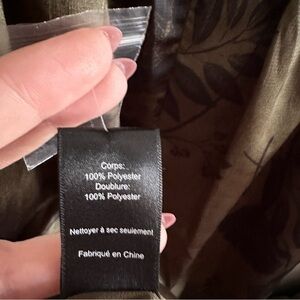 Corps:
100% Polyester
Doublure:
100% Polyester
Nettoyer à sec seulement
Fabriqué en Chine